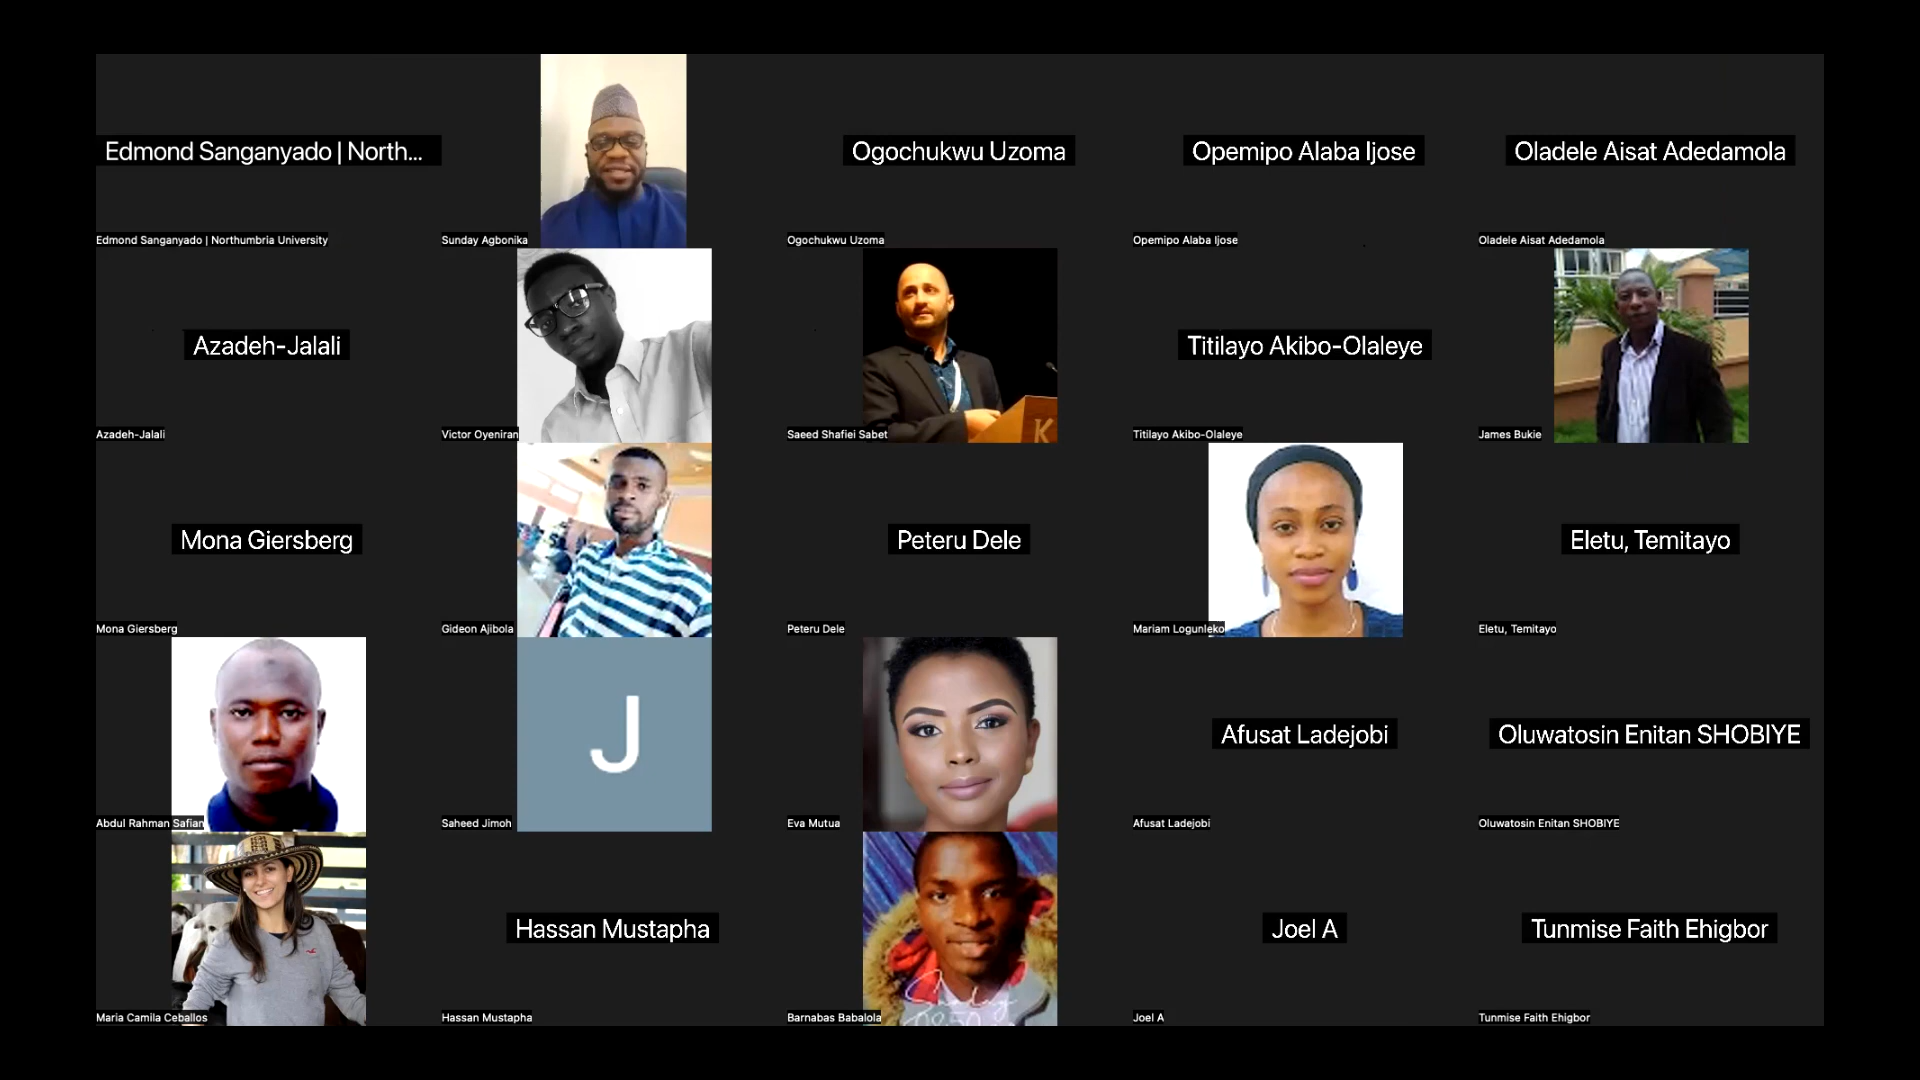 Edmond Sanganyado | North...
Ogochukwu Uzoma
Opemipo Alaba Ijose
Oladele Aisat Adedamola
Edmond Sanganyado | Northumbria University
Sunday Agbonika
Ogochukwu Uzoma
Opemipo Alaba Ijose
Oladele Aisat Adedamola
Azadeh-Jalali
Titilayo Akibo-Olaleye
K
Azadeh-Jalali
Victor Oyeniran
Saeed Shafiei Sabet
Titilayo Akibo-Olaleye
James Bukie
Mona Giersberg
Peteru Dele
Eletu, Temitayo
Mona Giersberg
Gideon Ajibola
Peteru Dele
Mariam Logunleko
Eletu, Temitayo
J
Afusat Ladejobi
Oluwatosin Enitan SHOBIYE
Abdul Rahman Safian
Saheed Jimoh
Eva Mutua
Afusat Ladejobi
Oluwatosin Enitan SHOBIYE
Hassan Mustapha
Joel A
Tunmise Faith Ehigbor
Sunday
Maria Camila Ceballos
Hassan Mustapha
Barnabas Babalola
Joel A
Tunmise Faith Ehigbor